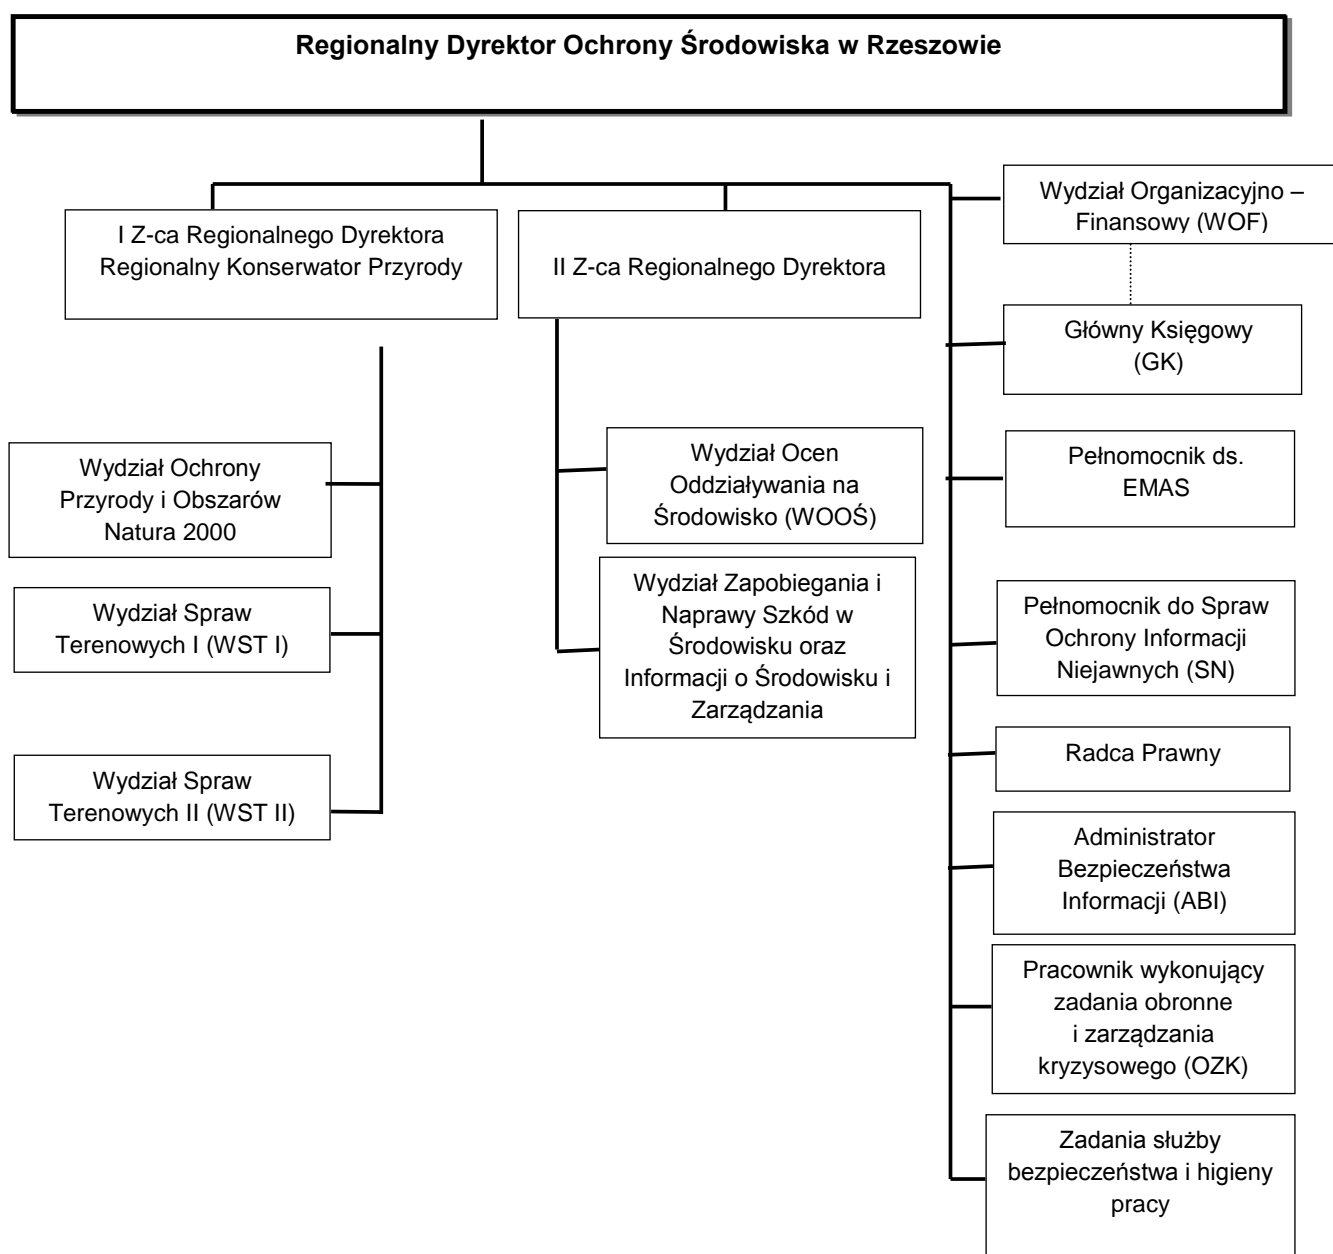 Regionalny Dyrektor Ochrony Środowiska w Rzeszowie
I Z-ca Regionalnego Dyrektora
Regionalny Konserwator Przyrody
II Z-ca Regionalnego Dyrektora
Wydział Organizacyjno –
Finansowy (WOF)
Główny Księgowy
(GK)
Wydział Ochrony
Przyrody i Obszarów
Natura 2000
Wydział Spraw
Terenowych I (WST I)
Wydział Spraw
Terenowych II (WST II)
Wydział Ocen
Oddziaływania na
Środowisko (WOOŚ)
Wydział Zapobiegania i
Naprawy Szkód w
Środowisku oraz
Informacji o Środowisku i
Zarządzania
Pełnomocnik ds.
EMAS
Pełnomocnik do Spraw
Ochrony Informacji
Niejawnych (SN)
Radca Prawny
Administrator
Bezpieczeństwa
Informacji (ABI)
Pracownik wykonujący
zadania obronne
i zarządzania
kryzysowego (OZK)
Zadania służby
bezpieczeństwa i higieny
pracy